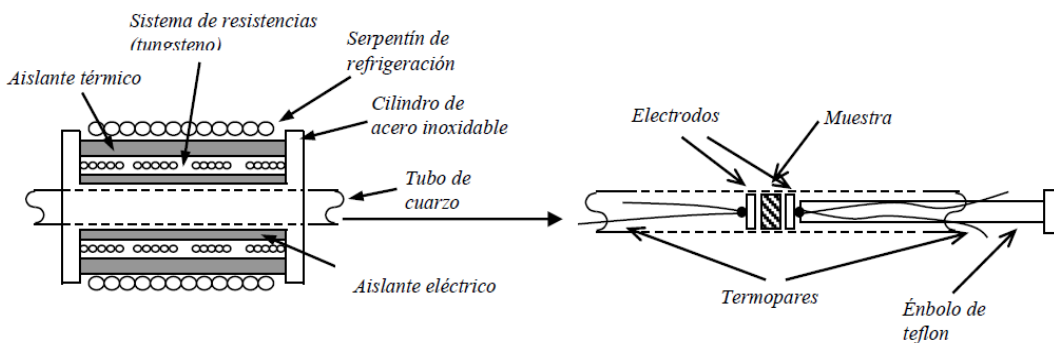 Sistema de resistencias
(tungsteno)
Aislante térmico
Serpentín de
refrigeración
Cilindro de
acero inoxidable
Tubo de
cuarzo
Aislante eléctrico
Electrodos
Muestra
Termopares
Énbolo de
teflon